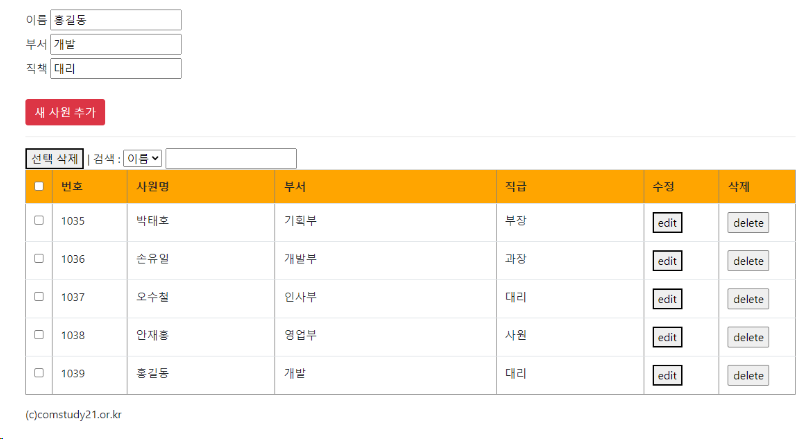 이름 홍길동
부서 개발
직책 대리
새 사원 추가
선택 삭제 | 검색 : 이름
번호 사원명 부서 직급 수정 삭제
1035 박태호 기획부 부장 edit delete
1036 손유일 개발부 과장 edit delete
1037 오수철 인사부 대리 edit delete
1038 안재홍 영업부 사원 edit delete
1039 홍길동 개발 대리 edit delete
(c)comstudy21.or.kr